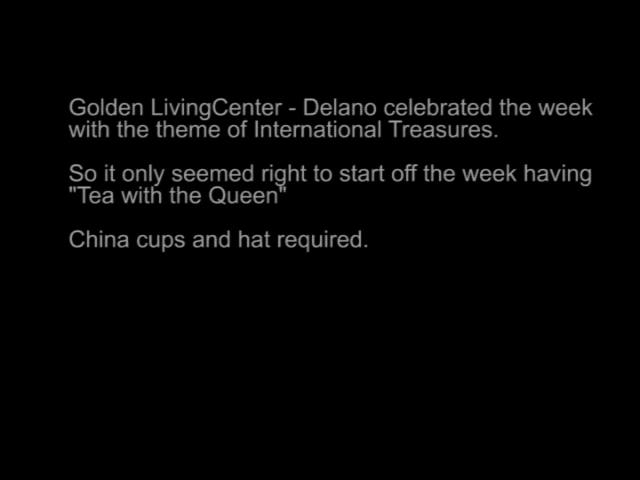 Golden LivingCenter - Delano celebrated the week
with the theme of International Treasures.
So it only seemed right to start off the week having
"Tea with the Queen"
China cups and hat required.